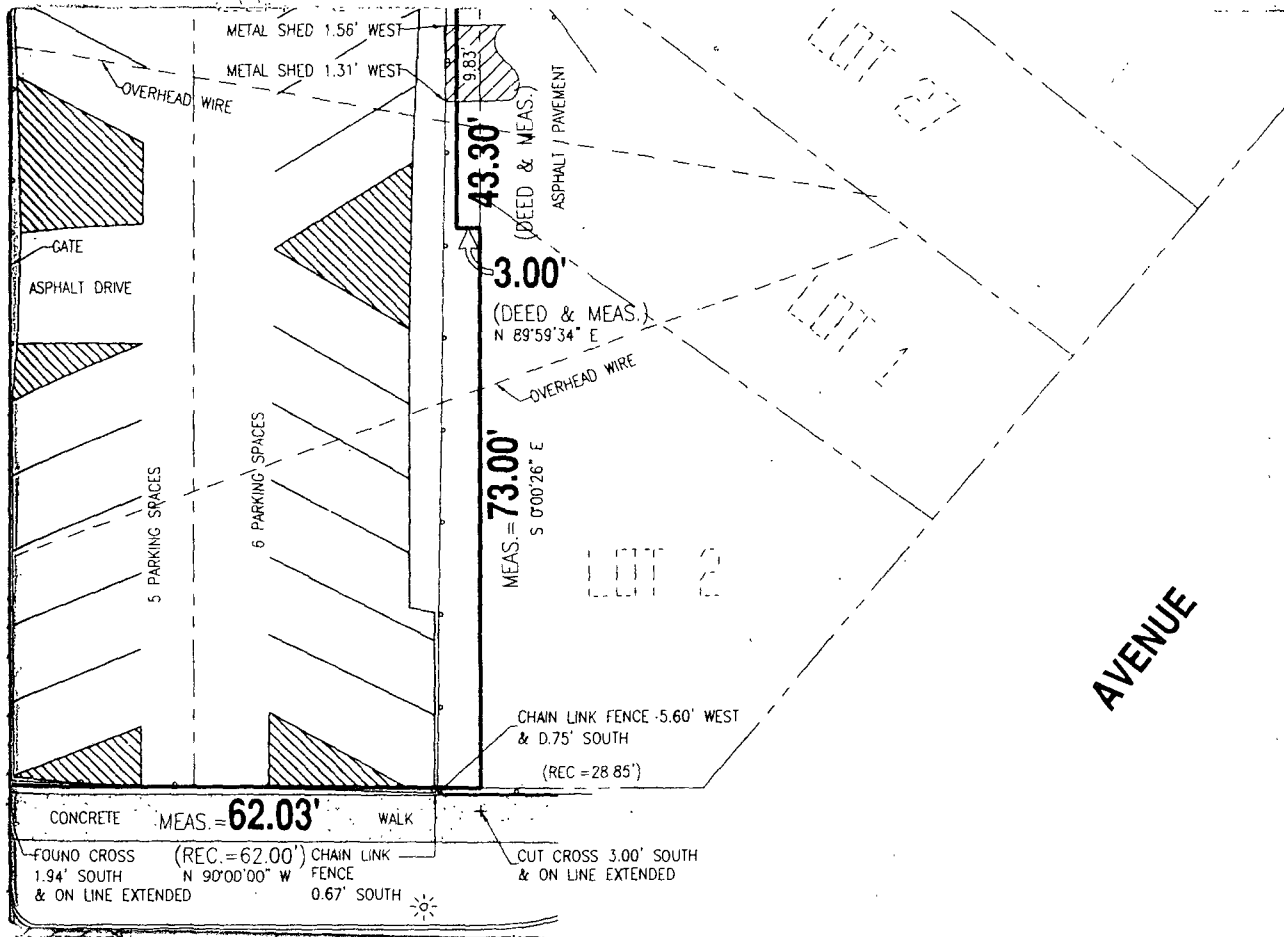 METAL SHED 1.56' WEST
METAL SHED 1.31' WEST
OVERHEAD WIRE
9.83'
43.30'
(DEED & MEAS.)
ASPHALT PAVEMENT
LOT
GATE
ASPHALT DRIVE
3.00'
(DEED & MEAS.)
N 89°59'34" E
LOT 1
OVERHEAD WIRE
5 PARKING SPACES
6 PARKING SPACES
MEAS.= 73.00'
S 0°00'26" E
LOT 2
AVENUE
CHAIN LINK FENCE 5.60' WEST
& 0.75' SOUTH
(REC =28 85')
CONCRETE
MEAS.= 62.03'
WALK
FOUND CROSS
1.94' SOUTH
& ON LINE EXTENDED
(REC.=62.00')
N 90°00'00" W
CHAIN LINK
FENCE
0.67' SOUTH
CUT CROSS 3.00' SOUTH
& ON LINE EXTENDED